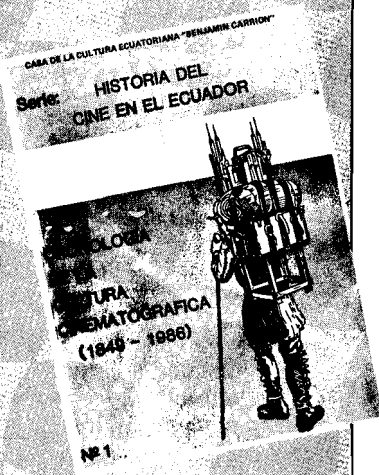 CASA DE LA CULTURA ECUATORIANA "BENJAMIN CARRION"
Serie: HISTORIA DEL
CINE EN EL ECUADOR
LA
CINEMATOGRAFICA
(1849 - 1986)
Nº 1